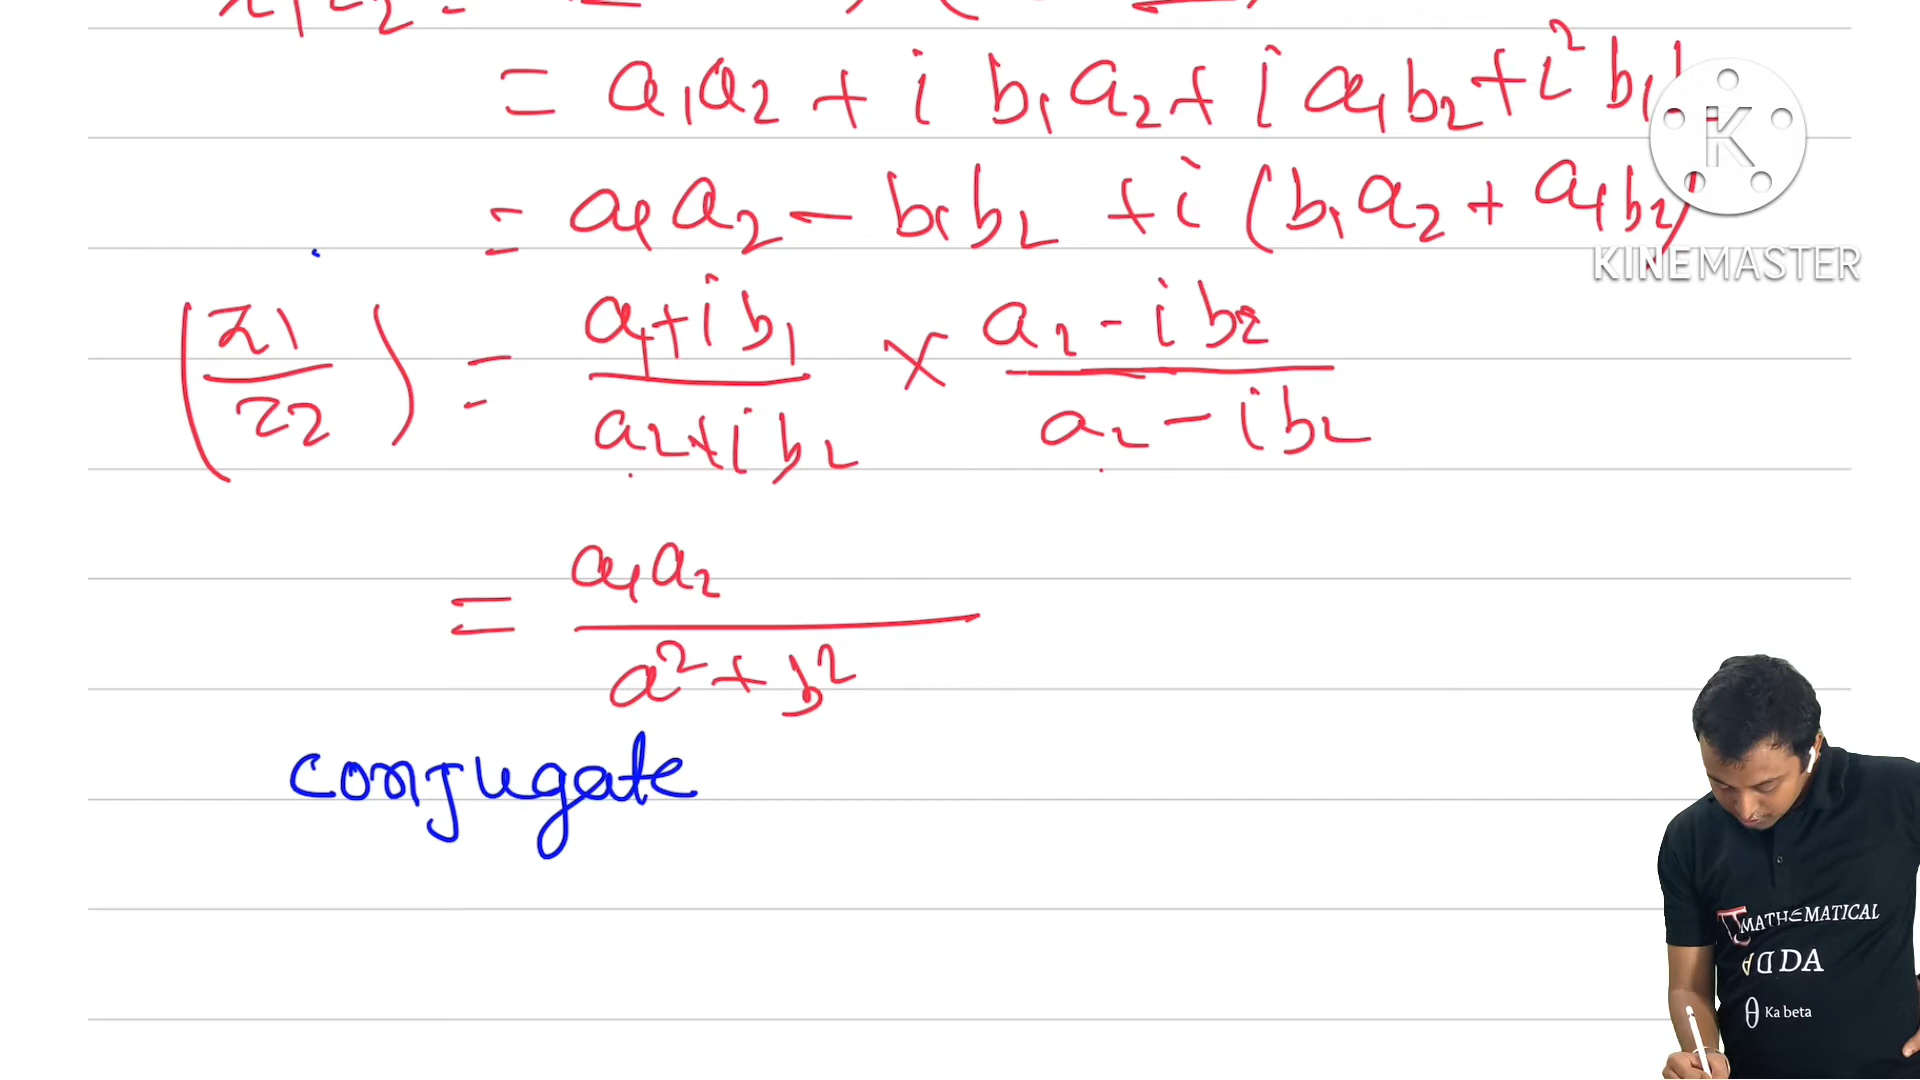 = a₁a₂ + i b₁a₂ + i a₁b₂ + i² b₁
= a₁a₂ - b₁b₂ + i (b₁a₂ + a₁b₂)
(z1/z2) = (a₁+ib₁)/(a₂+ib₂) × (a₂-ib₂)/(a₂-ib₂)
= a₁a₂/(a²+b²)
conjugate
K
KINEMASTER
MATHEMATICAL
ADDA
θ Ka beta